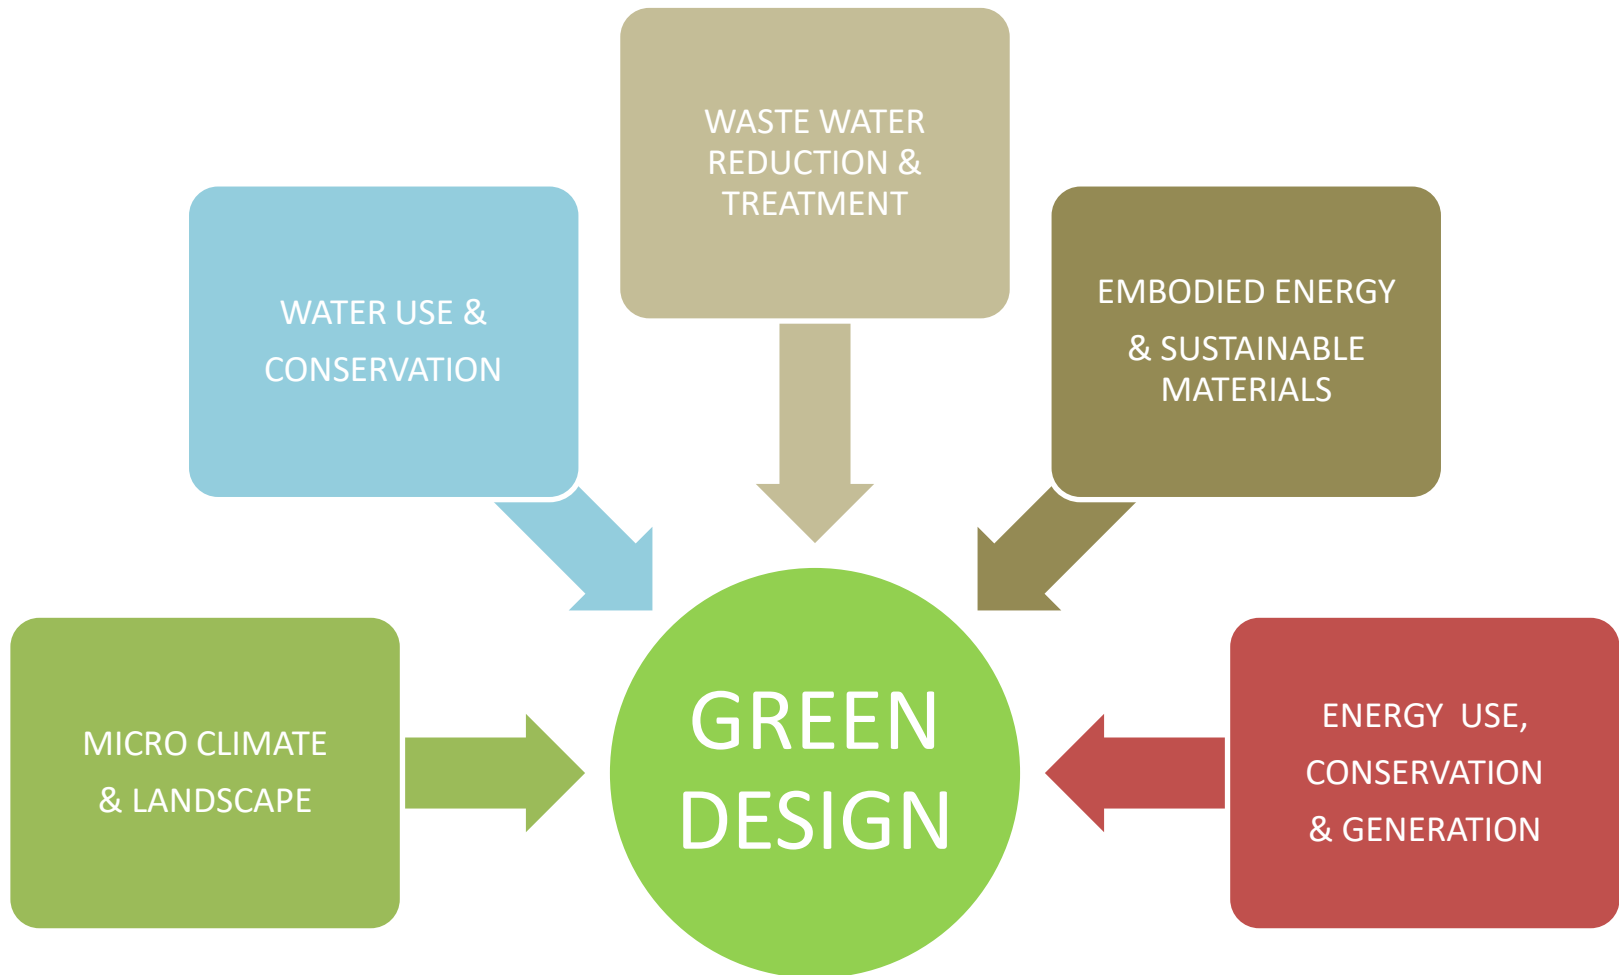 WASTE WATER
REDUCTION &
TREATMENT
WATER USE &
CONSERVATION
EMBODIED ENERGY
& SUSTAINABLE
MATERIALS
MICRO CLIMATE
& LANDSCAPE
GREEN
DESIGN
ENERGY  USE,
CONSERVATION
& GENERATION